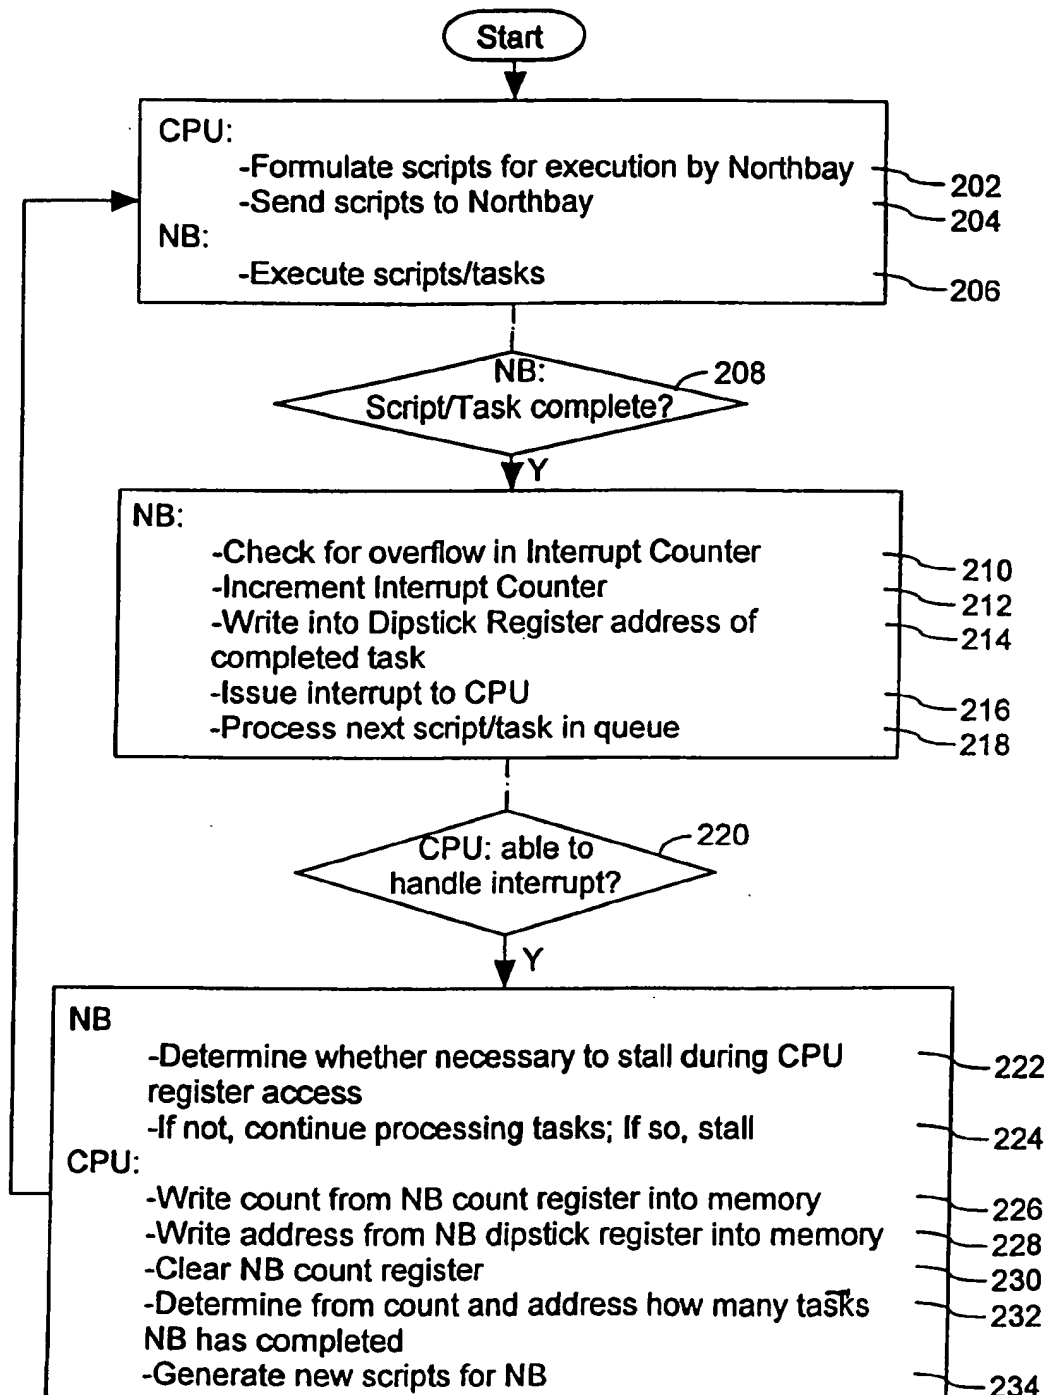 Start
CPU:
-Formulate scripts for execution by Northbay
202
-Send scripts to Northbay
204
NB:
-Execute scripts/tasks
206
NB:
208
Script/Task complete?
Y
NB:
-Check for overflow in Interrupt Counter
210
-Increment Interrupt Counter
212
-Write into Dipstick Register address of
214
completed task
-Issue interrupt to CPU
216
-Process next script/task in queue
218
CPU: able to
220
handle interrupt?
Y
NB
-Determine whether necessary to stall during CPU
222
register access
-If not, continue processing tasks; If so, stall
224
CPU:
-Write count from NB count register into memory
226
-Write address from NB dipstick register into memory
228
-Clear NB count register
230
-Determine from count and address how many tasks
232
NB has completed
-Generate new scripts for NB
234